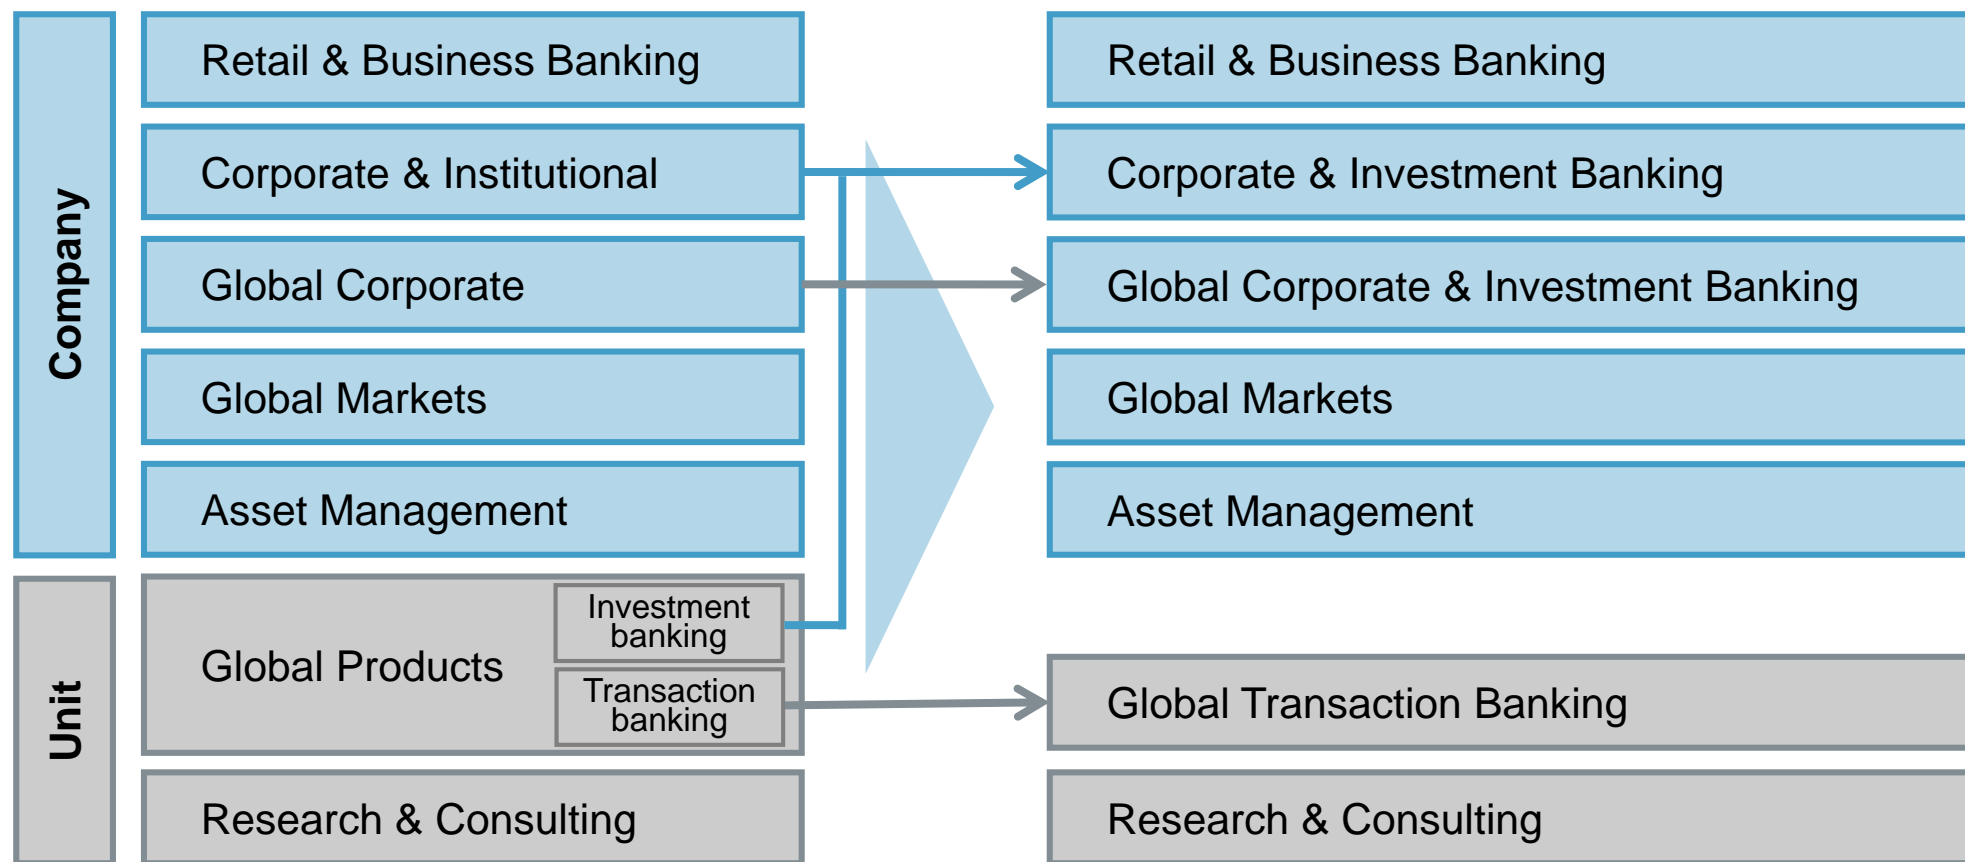 Company
Retail & Business Banking
Corporate & Institutional
Global Corporate
Global Markets
Asset Management
Unit
Global Products
Investment
banking
Transaction
banking
Research & Consulting
Retail & Business Banking
Corporate & Investment Banking
Global Corporate & Investment Banking
Global Markets
Asset Management
Global Transaction Banking
Research & Consulting